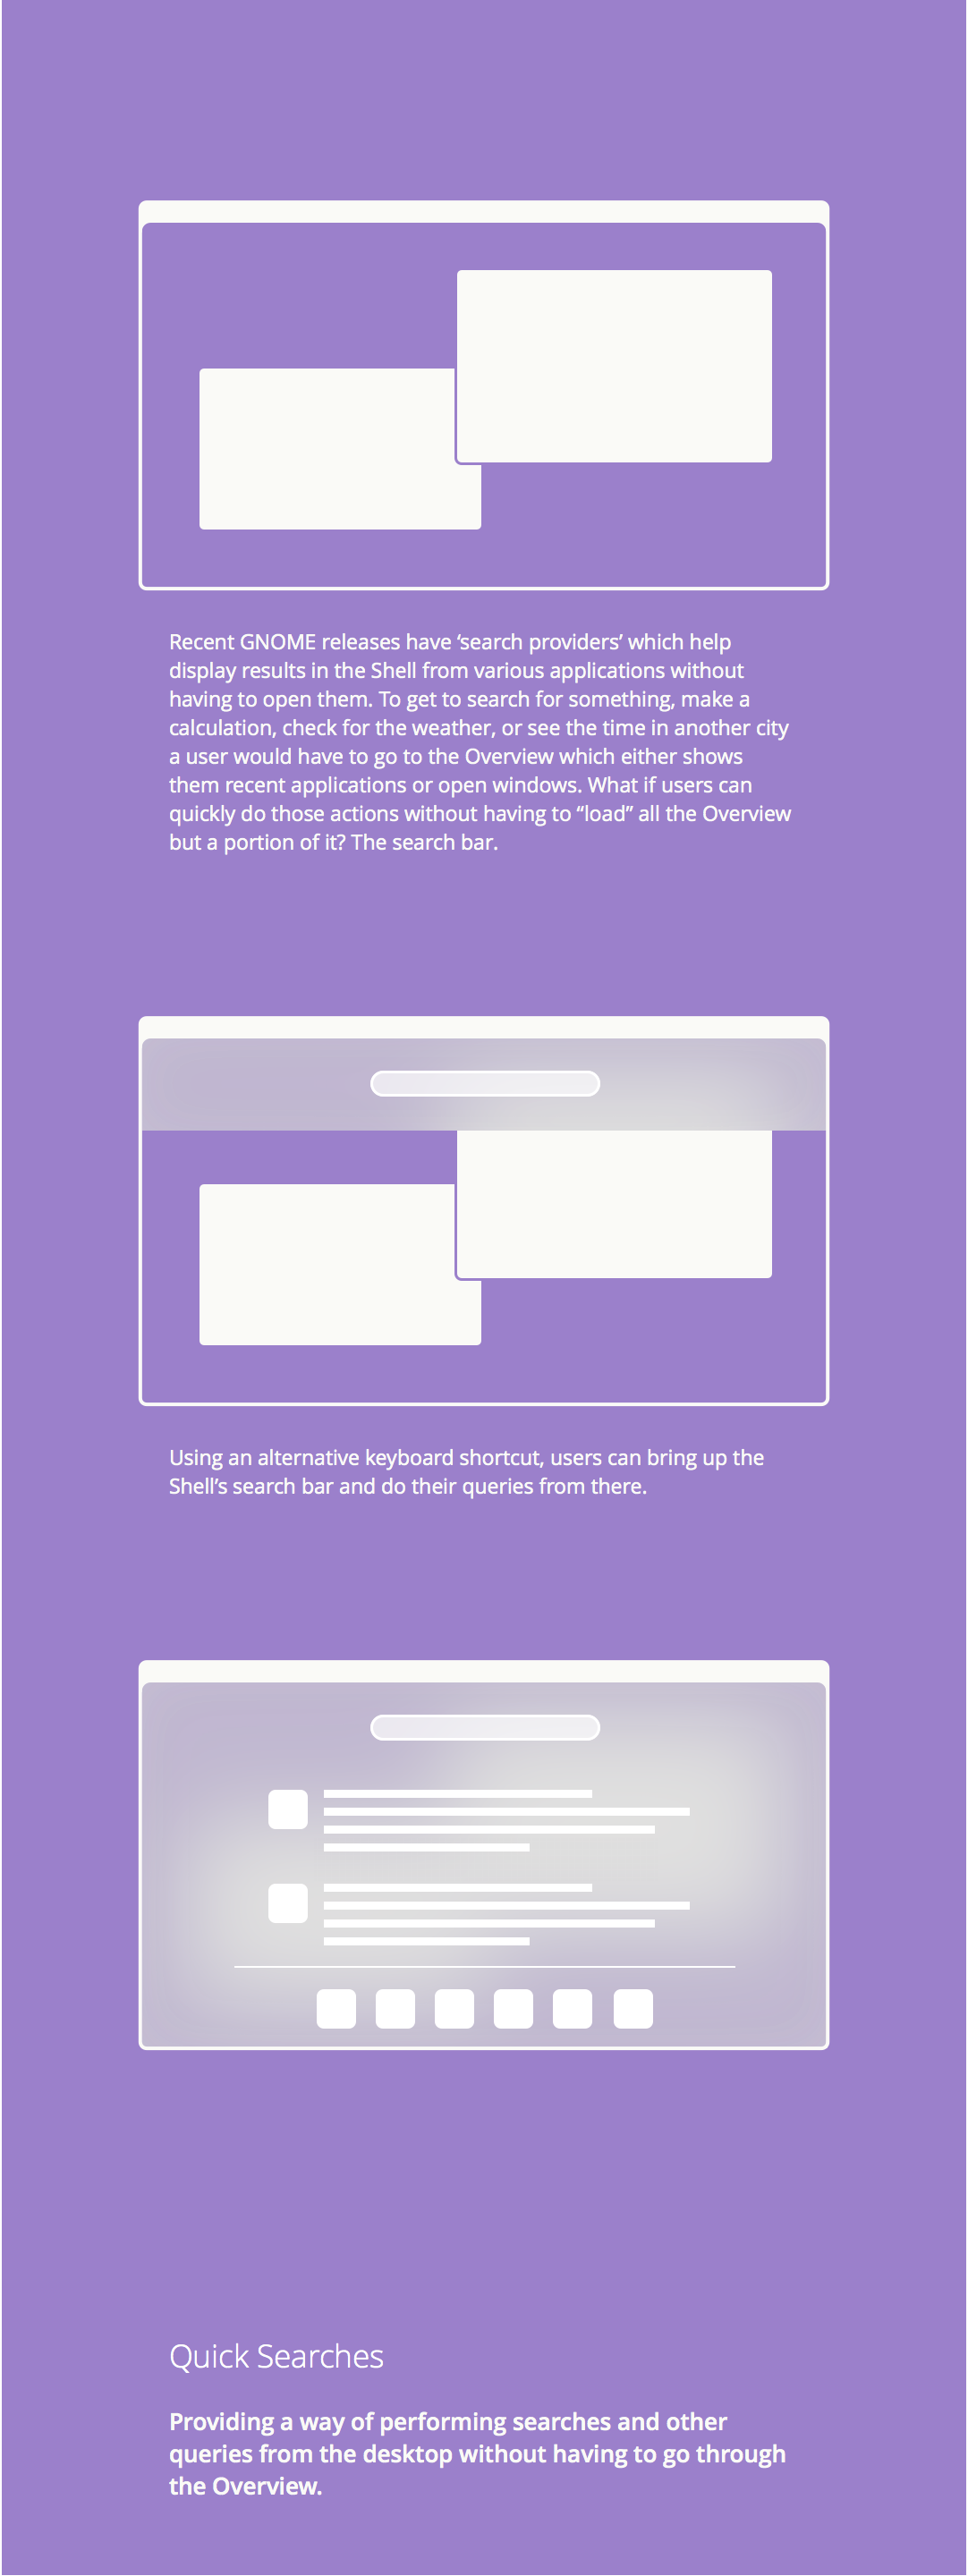 Recent GNOME releases have ‘search providers’ which help
display results in the Shell from various applications without
having to open them. To get to search for something, make a
calculation, check for the weather, or see the time in another city
a user would have to go to the Overview which either shows
them recent applications or open windows. What if users can
quickly do those actions without having to “load” all the Overview
but a portion of it? The search bar.
Using an alternative keyboard shortcut, users can bring up the
Shell’s search bar and do their queries from there.
Quick Searches
Providing a way of performing searches and other
queries from the desktop without having to go through
the Overview.